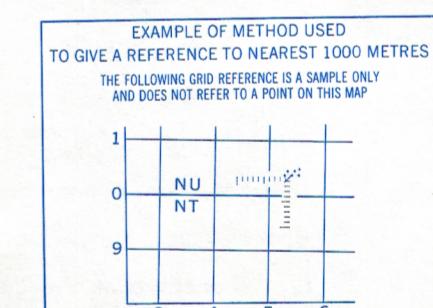 EXAMPLE OF METHOD USED
TO GIVE A REFERENCE TO NEAREST 1000 METRES
THE FOLLOWING GRID REFERENCE IS A SAMPLE ONLY
AND DOES NOT REFER TO A POINT ON THIS MAP
1
NU
0
NT
9